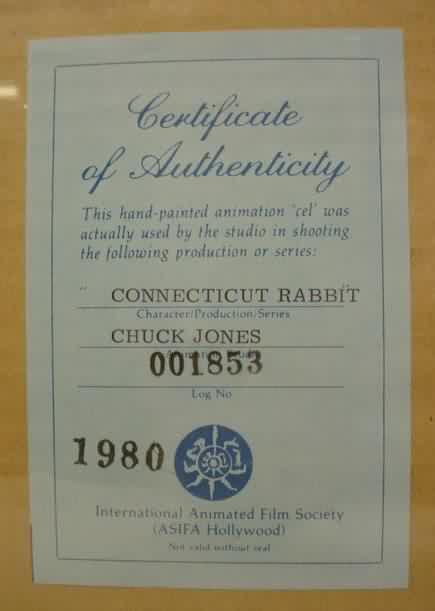 Certificate
of Authenticity
This hand-painted animation 'cel' was
actually used by the studio in shooting
the following production or series:
" CONNECTICUT RABBIT"
Character/Production/Series
CHUCK JONES
001853
Log No
1980
International Animated Film Society
(ASIFA Hollywood)
Not valid without seal